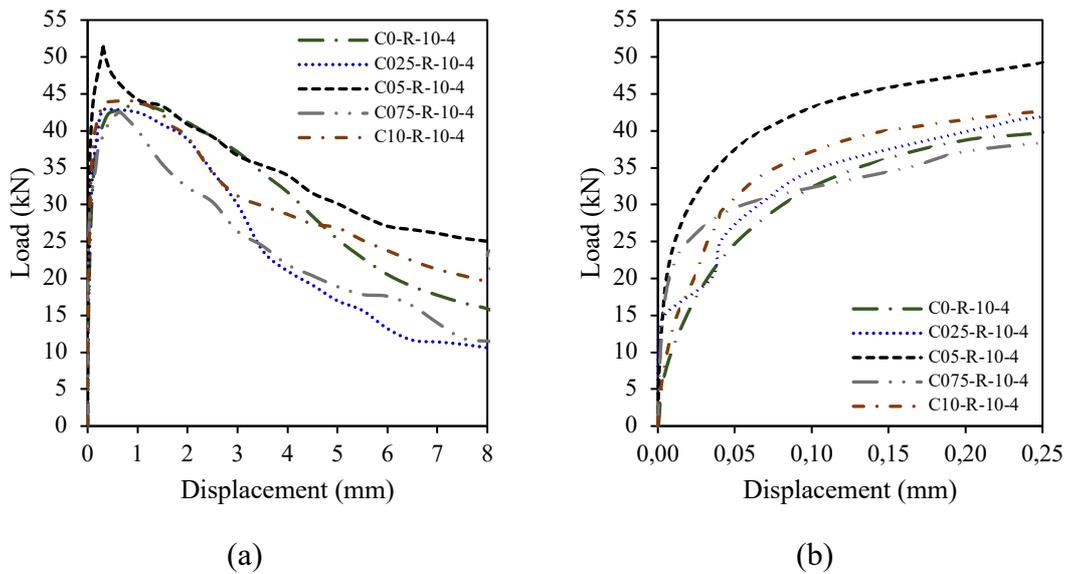 55
50
45
40
35
30
25
20
15
10
5
0
Load (kN)
C0-R-10-4
C025-R-10-4
C05-R-10-4
C075-R-10-4
C10-R-10-4
0 1 2 3 4 5 6 7 8
Displacement (mm)
(a)
55
50
45
40
35
30
25
20
15
10
5
0
Load (kN)
C0-R-10-4
C025-R-10-4
C05-R-10-4
C075-R-10-4
C10-R-10-4
0,00 0,05 0,10 0,15 0,20 0,25
Displacement (mm)
(b)